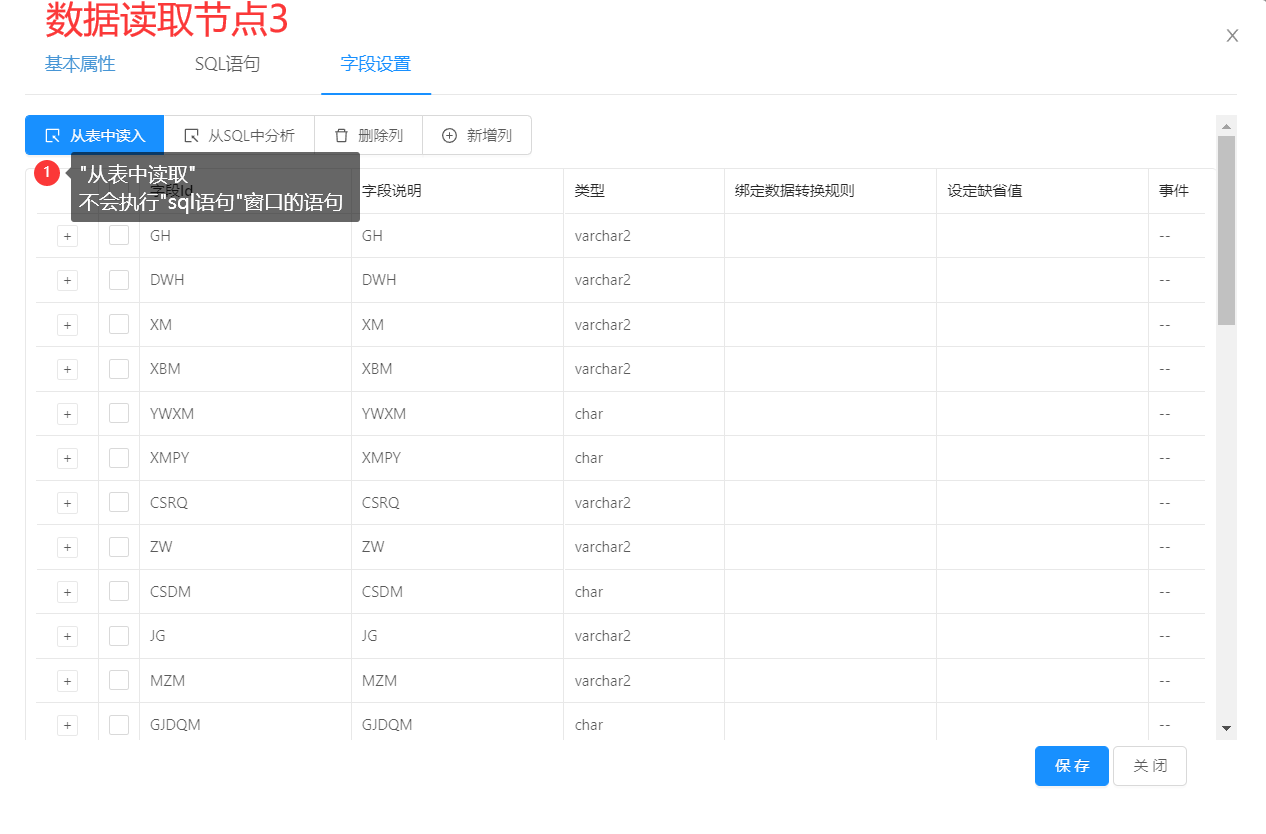 数据读取节点3
X
基本属性 SQL语句 字段设置
从表中读入 从SQL中分析 删除列 新增列
1 "从表中读取"
不会执行"sql语句"窗口的语句
字段Id 字段说明 类型 绑定数据转换规则 设定缺省值 事件
+ GH GH varchar2 --
+ DWH DWH varchar2 --
+ XM XM varchar2 --
+ XBM XBM varchar2 --
+ YWXM YWXM char --
+ XMPY XMPY char --
+ CSRQ CSRQ varchar2 --
+ ZW ZW varchar2 --
+ CSDM CSDM char --
+ JG JG varchar2 --
+ MZM MZM varchar2 --
+ GJDQM GJDQM char --
保 存 关 闭